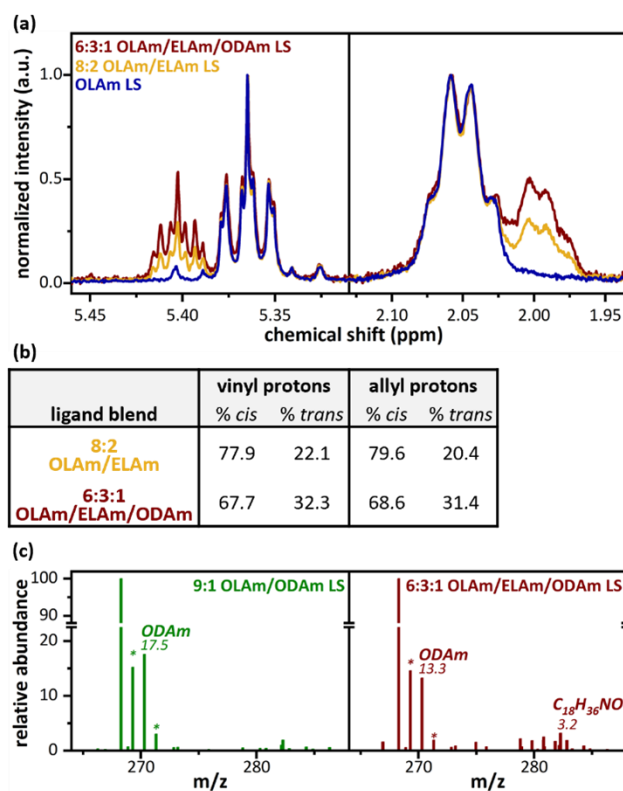 (a)
6:3:1 OLAm/ELAm/ODAm LS
8:2 OLAm/ELAm LS
OLAm LS
normalized intensity (a.u.)
1.0
0.5
0.0
5.45 5.40 5.35 2.10 2.05 2.00 1.95
chemical shift (ppm)
(b)
ligand blend vinyl protons allyl protons
% cis % trans % cis % trans
8:2
OLAm/ELAm 77.9 22.1 79.6 20.4
6:3:1
OLAm/ELAm/ODAm 67.7 32.3 68.6 31.4
(c)
relative abundance
100
90
20
10
0
9:1 OLAm/ODAm LS
ODAm
17.5
*
*
270 280
m/z
6:3:1 OLAm/ELAm/ODAm LS
ODAm
13.3
*
*
C18H36NO
3.2
270 280
m/z